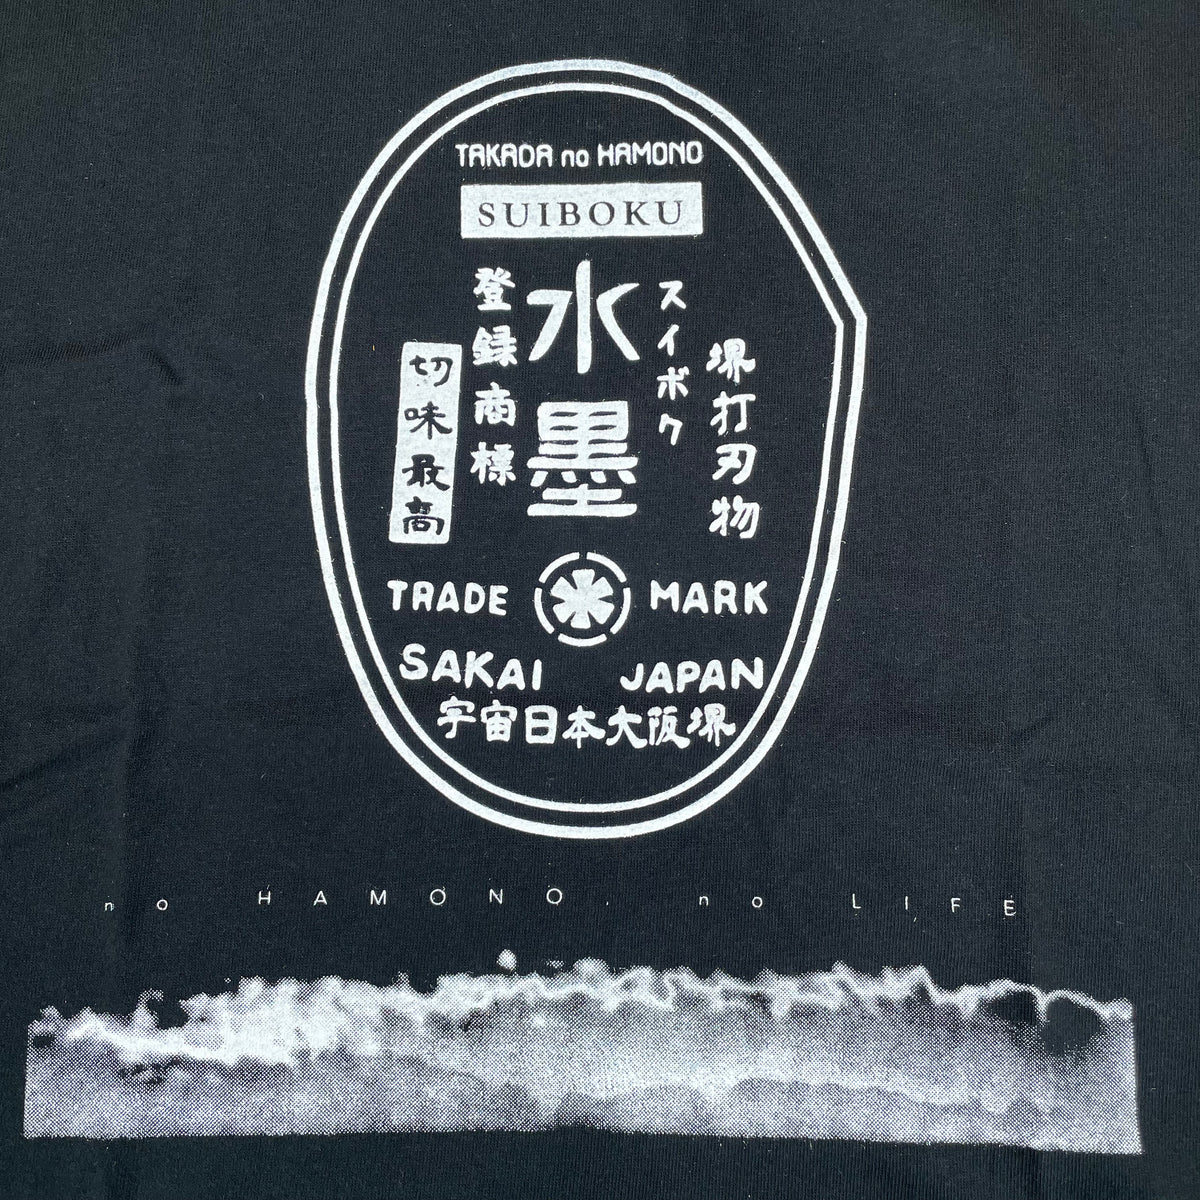 TAKADA no HAMONO
SUIBOKU
堺打刃物
スイボク
水墨
登録商標
切味最高
TRADE MARK
SAKAI JAPAN
宇宙日本大阪堺
no HAMONO, no LIFE